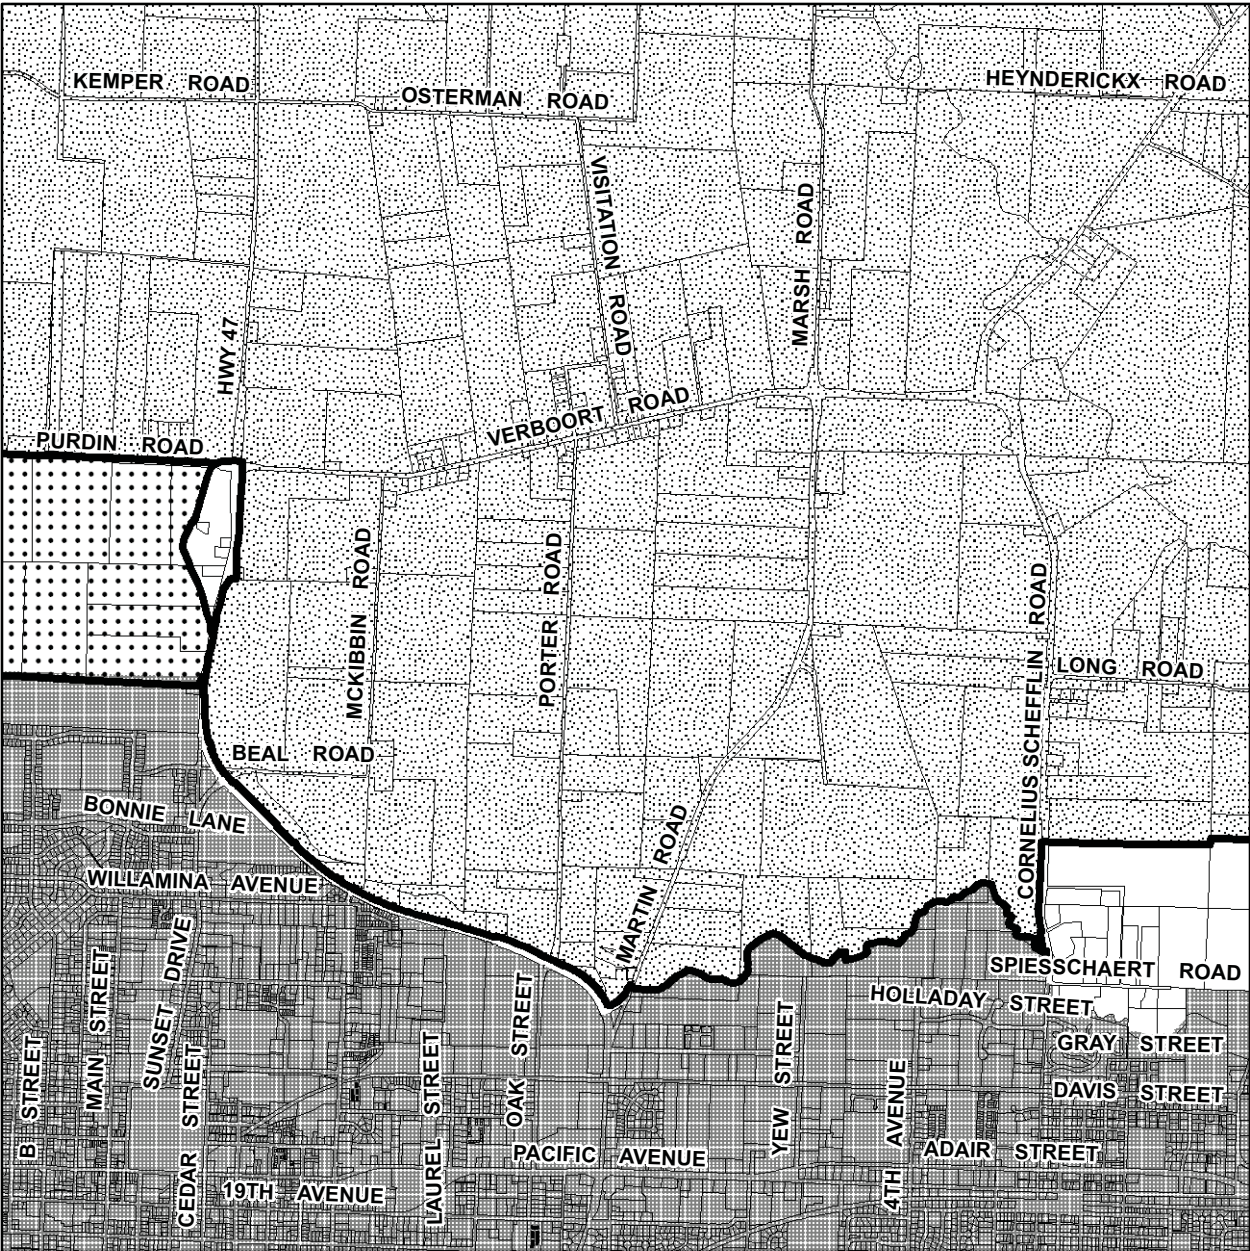 KEMPER ROAD
OSTERMAN ROAD
HEYNDERICKX ROAD
VISITATION ROAD
MARSH ROAD
HWY 47
VERBOORT ROAD
PURDIN ROAD
MCKIBBIN ROAD
PORTER ROAD
CORNELIUS SCHEFFLIN ROAD
LONG ROAD
BEAL ROAD
BONNIE LANE
MARTIN ROAD
WILLAMINA AVENUE
SPIESSCHAERT ROAD
HOLLADAY STREET
SUNSET DRIVE
MAIN STREET
B STREET
CEDAR STREET
LAUREL STREET
OAK STREET
YEW STREET
4TH AVENUE
GRAY STREET
DAVIS STREET
ADAIR STREET
PACIFIC AVENUE
19TH AVENUE